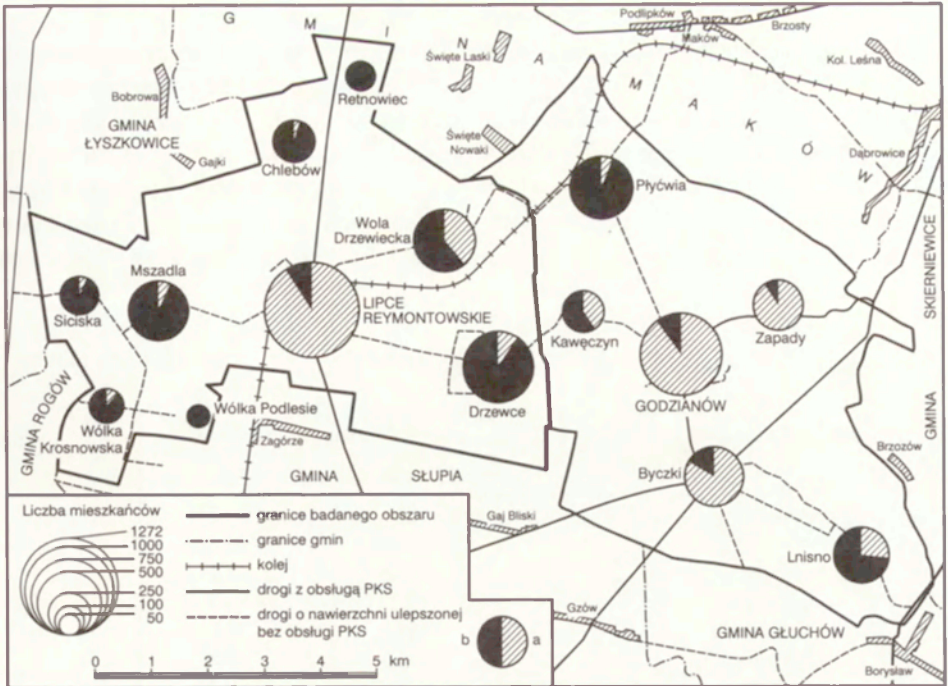 G
M
I
N
A
M
A
K
Ó
W
Podlipków
Brzosty
Maków
Kol. Leśna
Święte Laski
Święte
Nowaki
Dąbrowice
Bobrowa
GMINA
ŁYSZKOWICE
Gajki
Retnowiec
Chlebów
Płyćwia
Wola
Drzewiecka
Mszadla
Siciska
LIPCE
REYMONTOWSKIE
Kawęczyn
Zapady
SKIERNIEWICE
GMINA
Drzewce
GODZIANÓW
GMINA ROGÓW
Wólka
Krosnowska
Wólka Podlesie
Zagórze
GMINA SŁUPIA
Byczki
Brzozów
Gaj Bliski
Lnisno
Gzów
GMINA GŁUCHÓW
Borysław
Liczba mieszkańców
1272
1000
750
500
250
100
50
granice badanego obszaru
granice gmin
kolej
drogi z obsługą PKS
drogi o nawierzchni ulepszonej
bez obsługi PKS
b a
0 1 2 3 4 5 km